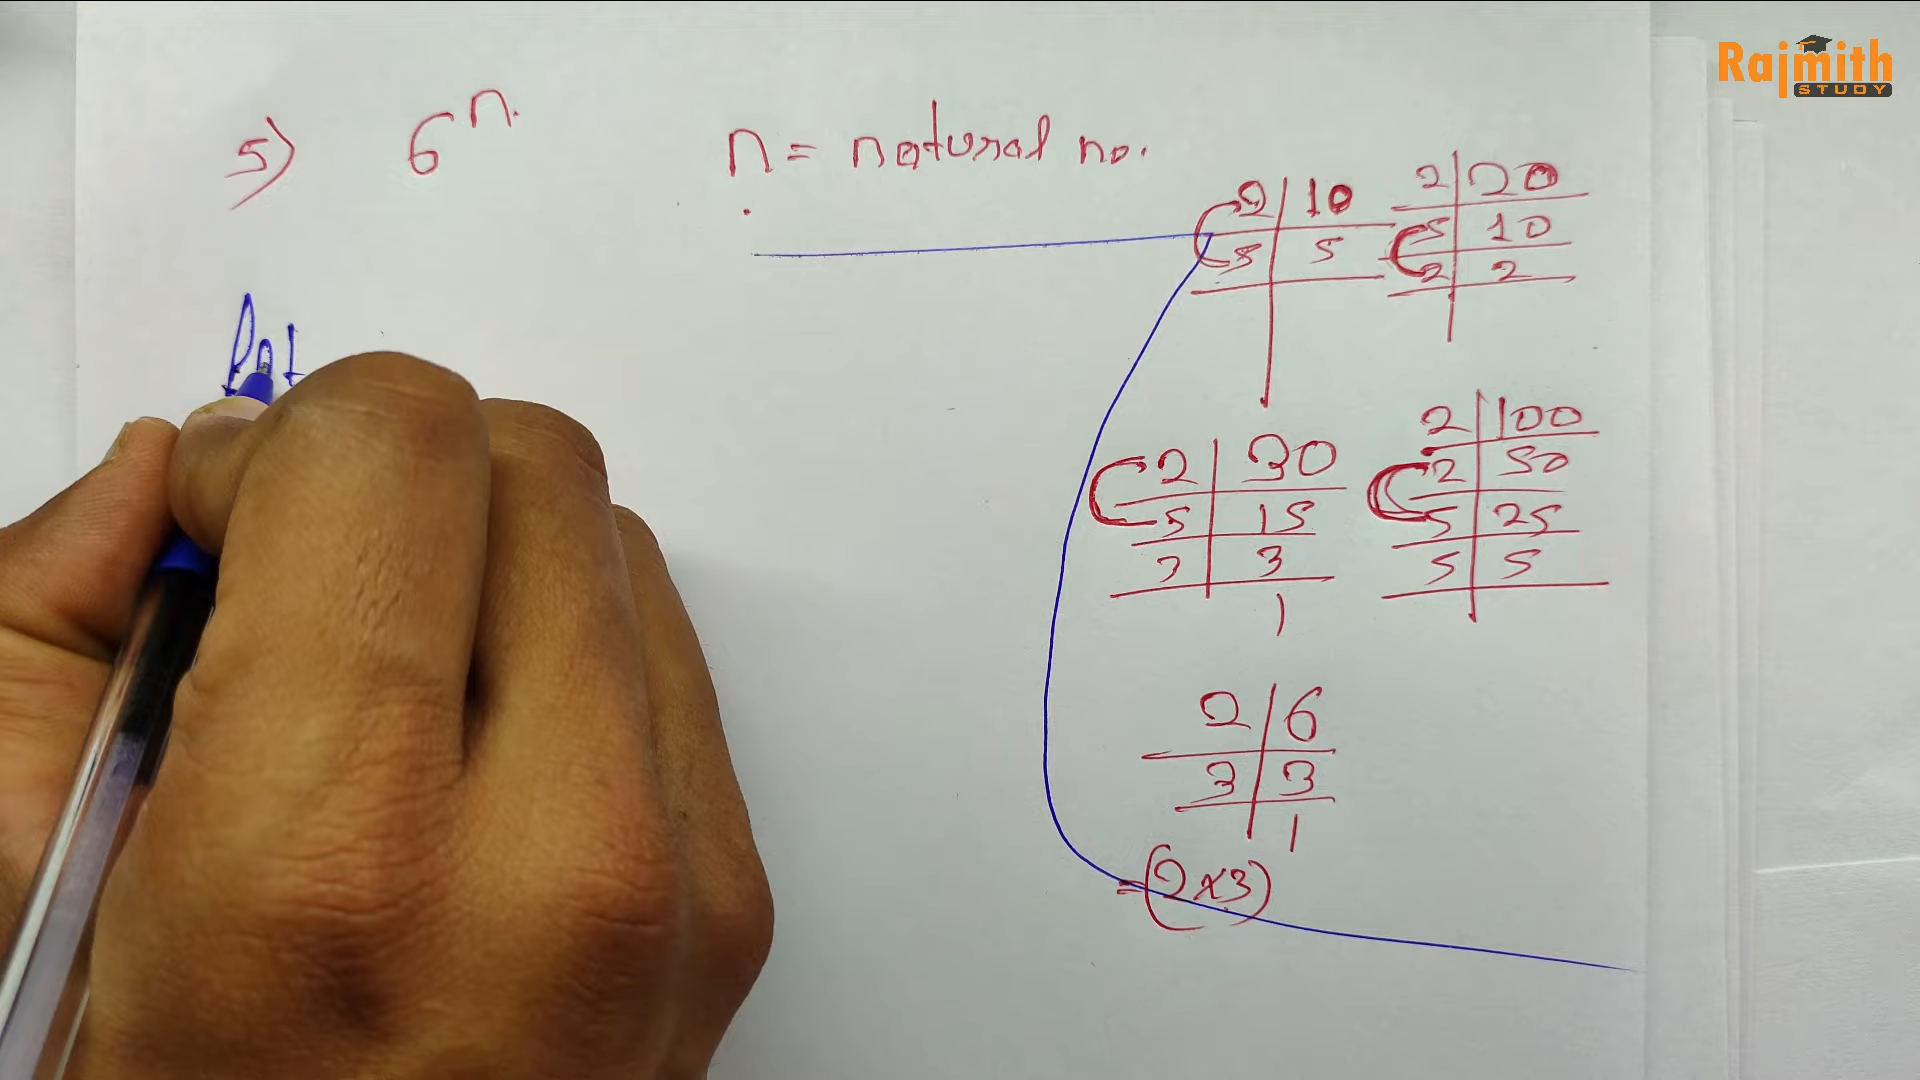 Rajmith
STUDY
5) 6^n. n = natural no.
2 | 10
5 | 5
2 | 20
5 | 10
2 | 2
2 | 30
5 | 15
3 | 3
1
2 | 100
2 | 50
5 | 25
5 | 5
2 | 6
3 | 3
1
= (2 × 3)